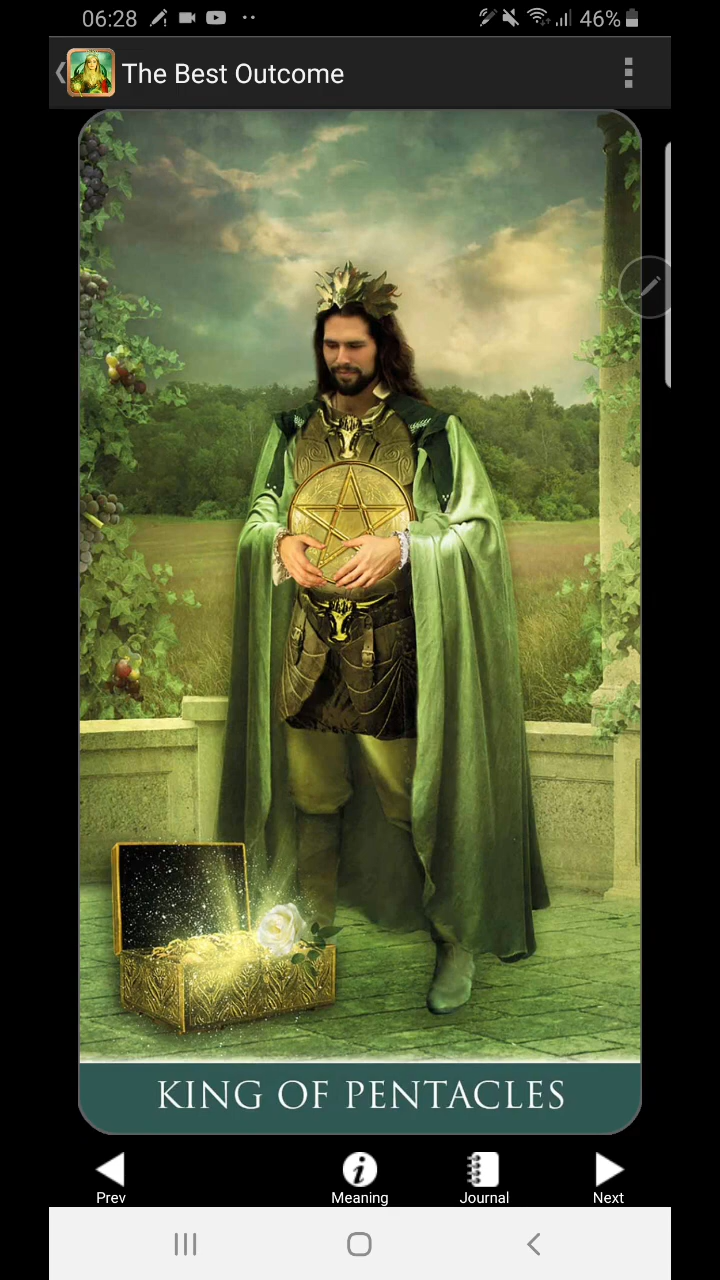 06:28
46%
The Best Outcome
KING OF PENTACLES
Prev
Meaning
Journal
Next